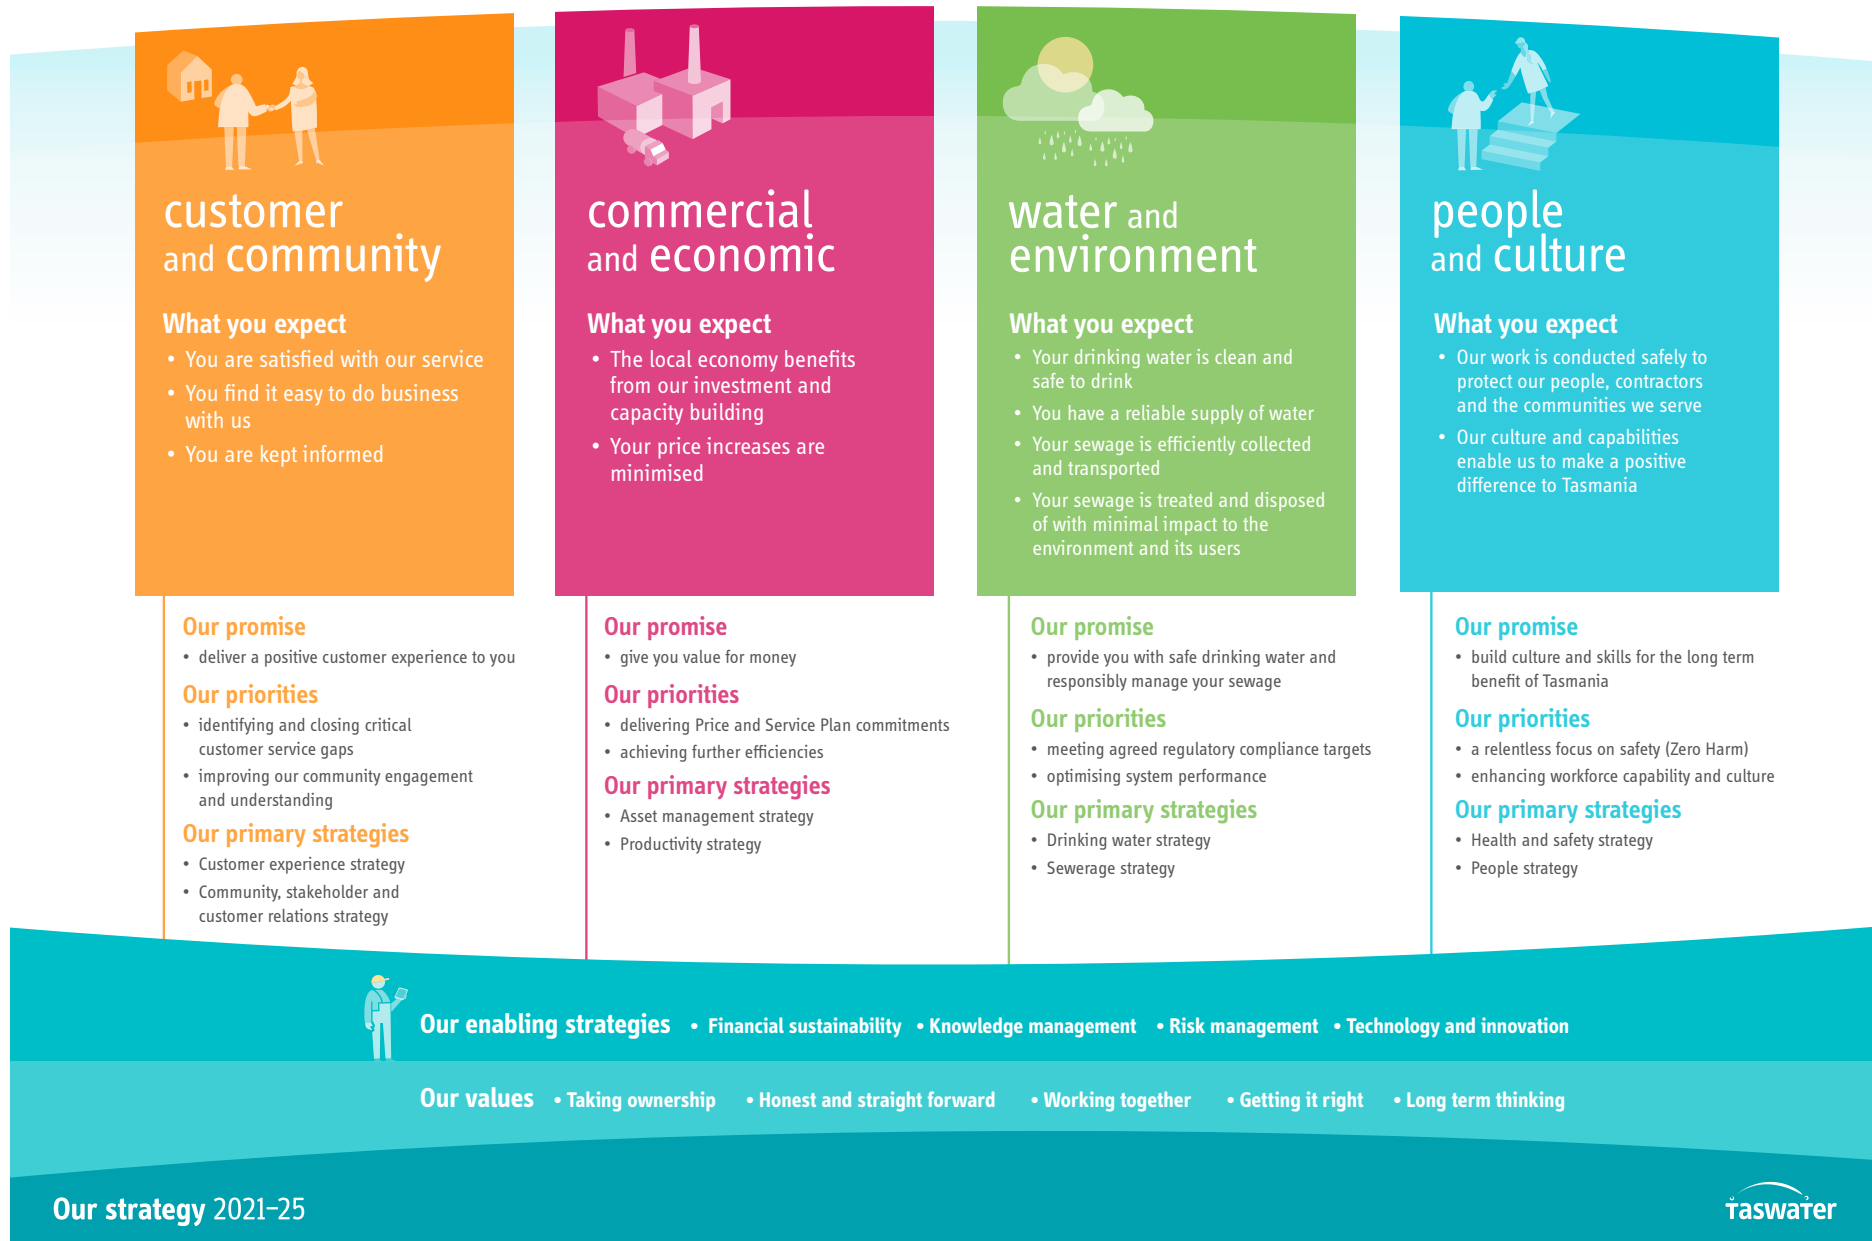 customer
and community
What you expect
• You are satisfied with our service
• You find it easy to do business
with us
• You are kept informed
Our promise
• deliver a positive customer experience to you
Our priorities
• identifying and closing critical
customer service gaps
• improving our community engagement
and understanding
Our primary strategies
• Customer experience strategy
• Community, stakeholder and
customer relations strategy
commercial
and economic
What you expect
• The local economy benefits
from our investment and
capacity building
• Your price increases are
minimised
Our promise
• give you value for money
Our priorities
• delivering Price and Service Plan commitments
• achieving further efficiencies
Our primary strategies
• Asset management strategy
• Productivity strategy
water and
environment
What you expect
• Your drinking water is clean and
safe to drink
• You have a reliable supply of water
• Your sewage is efficiently collected
and transported
• Your sewage is treated and disposed
of with minimal impact to the
environment and its users
Our promise
• provide you with safe drinking water and
responsibly manage your sewage
Our priorities
• meeting agreed regulatory compliance targets
• optimising system performance
Our primary strategies
• Drinking water strategy
• Sewerage strategy
people
and culture
What you expect
• Our work is conducted safely to
protect our people, contractors
and the communities we serve
• Our culture and capabilities
enable us to make a positive
difference to Tasmania
Our promise
• build culture and skills for the long term
benefit of Tasmania
Our priorities
• a relentless focus on safety (Zero Harm)
• enhancing workforce capability and culture
Our primary strategies
• Health and safety strategy
• People strategy
Our enabling strategies • Financial sustainability • Knowledge management • Risk management • Technology and innovation
Our values • Taking ownership • Honest and straight forward • Working together • Getting it right • Long term thinking
Our strategy 2021–25
taswater